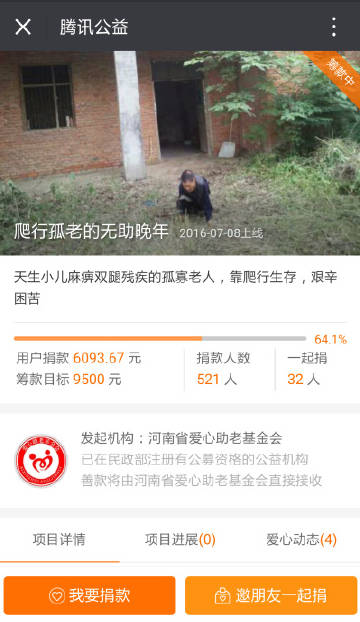 腾讯公益
筹款中
爬行孤老的无助晚年 2016-07-08上线
天生小儿麻痹双腿残疾的孤寡老人，靠爬行生存，艰辛
困苦
64.1%
用户捐款 6093.67 元 捐款人数 一起捐
筹款目标 9500 元 521 人 32 人
发起机构：河南省爱心助老基金会
已在民政部注册有公募资格的公益机构
善款将由河南省爱心助老基金会直接接收
项目详情 项目进展(0) 爱心动态(4)
我要捐款 邀朋友一起捐